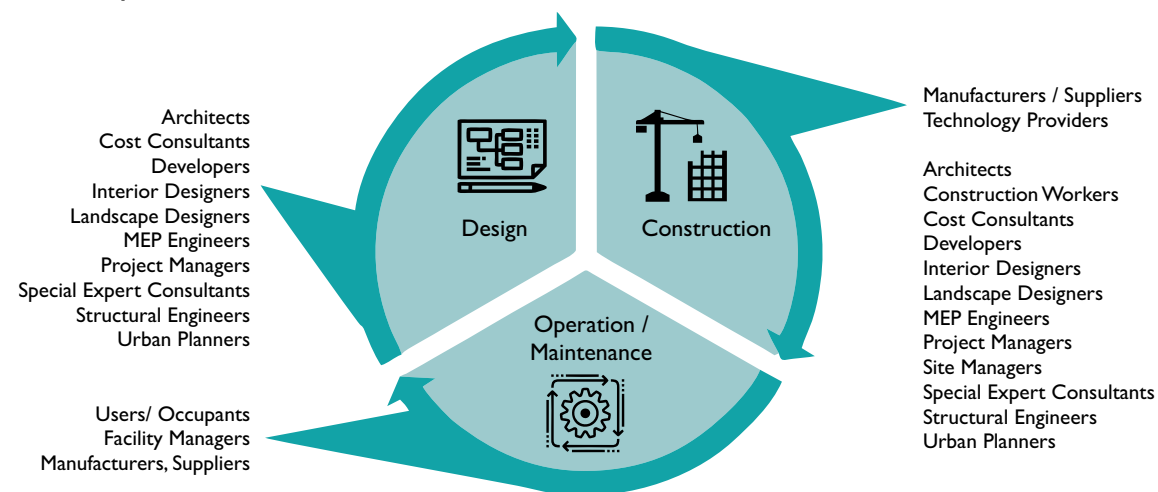 Architects
Cost Consultants
Developers
Interior Designers
Landscape Designers
MEP Engineers
Project Managers
Special Expert Consultants
Structural Engineers
Urban Planners
Design
Construction
Manufacturers / Suppliers
Technology Providers
Architects
Construction Workers
Cost Consultants
Developers
Interior Designers
Landscape Designers
MEP Engineers
Project Managers
Site Managers
Special Expert Consultants
Structural Engineers
Urban Planners
Operation /
Maintenance
Users/ Occupants
Facility Managers
Manufacturers, Suppliers